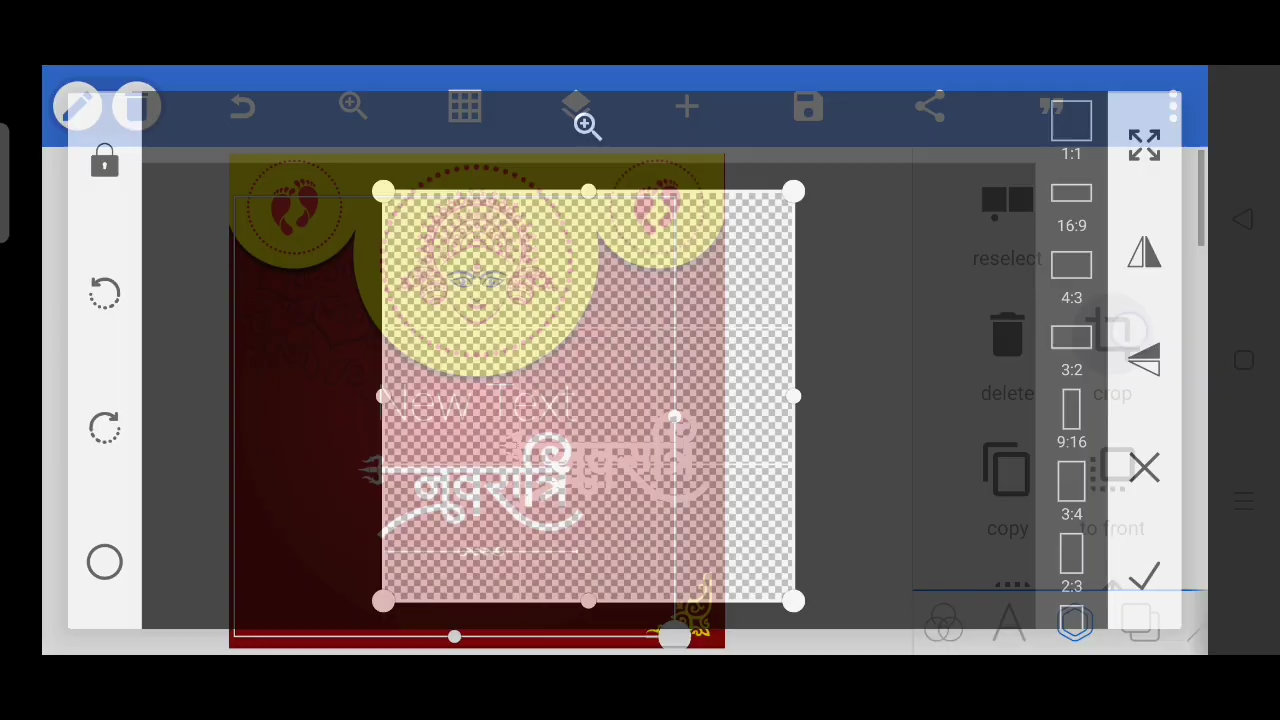 1:1
16:9
reselect
4:3
3:2
delete
crop
New Text
9:16
नवरात्रि
3:4
copy
to front
2:3